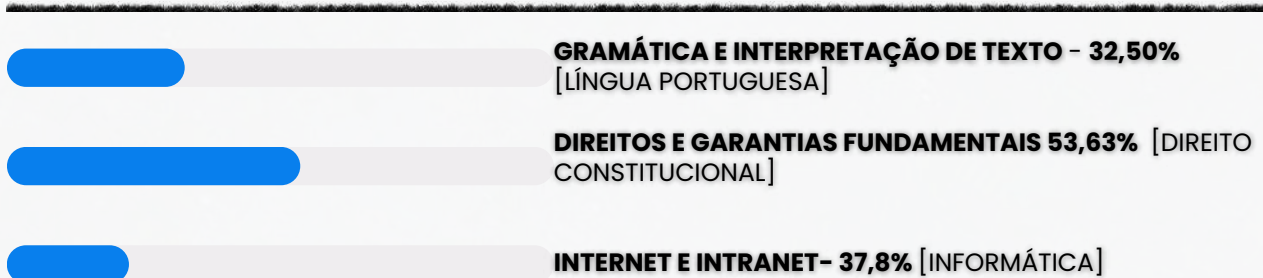 GRAMÁTICA E INTERPRETAÇÃO DE TEXTO - 32,50%
[LÍNGUA PORTUGUESA]
DIREITOS E GARANTIAS FUNDAMENTAIS 53,63% [DIREITO
CONSTITUCIONAL]
INTERNET E INTRANET- 37,8% [INFORMÁTICA]